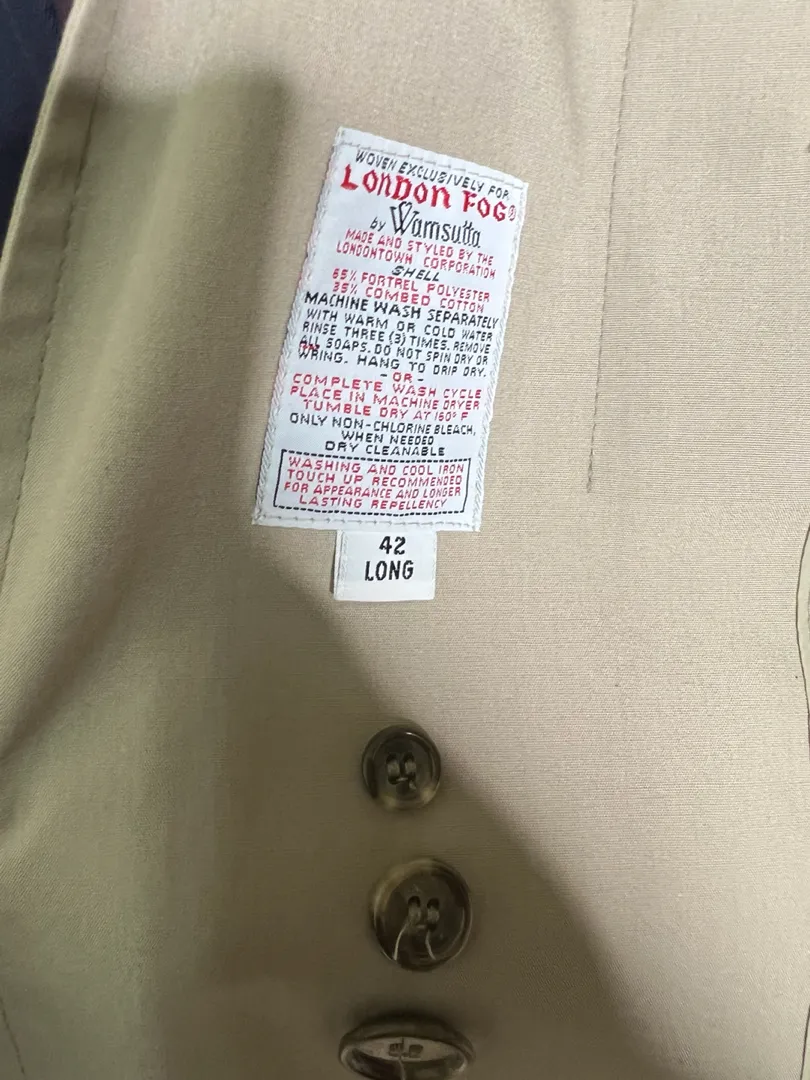 WOVEN EXCLUSIVELY FOR
LONDON FOG®
by Wamsutta
MADE AND STYLED BY THE
LONDONTOWN CORPORATION
SHELL
65% FORTREL POLYESTER
35% COMBED COTTON
MACHINE WASH SEPARATELY
WITH WARM OR COLD WATER
RINSE THREE (3) TIMES. REMOVE
ALL SOAPS. DO NOT SPIN DRY OR
WRING. HANG TO DRIP DRY.
- OR -
COMPLETE WASH CYCLE
PLACE IN MACHINE DRYER
TUMBLE DRY AT 160° F
ONLY NON-CHLORINE BLEACH,
WHEN NEEDED
DRY CLEANABLE
WASHING AND COOL IRON
TOUCH UP RECOMMENDED
FOR APPEARANCE AND LONGER
LASTING REPELLENCY
42
LONG